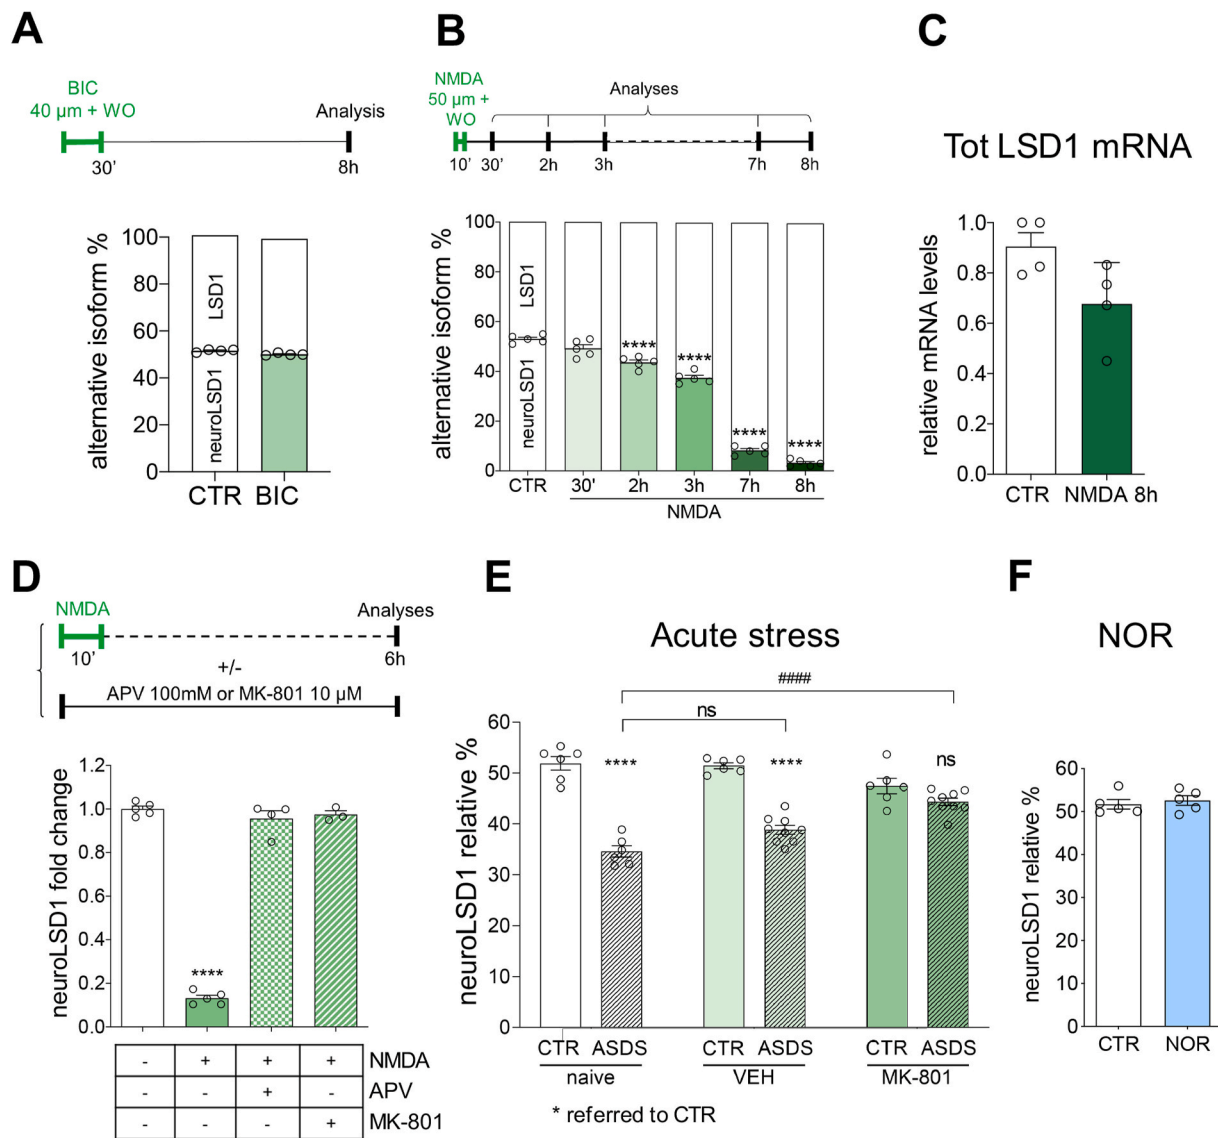 A
BIC
40 µm + WO
Analysis
30'
8h
alternative isoform %
100
80
60
40
20
0
LSD1
neuroLSD1
CTR BIC
B
NMDA
50 µm +
WO
Analyses
10' 30' 2h 3h 7h 8h
alternative isoform %
100
80
60
40
20
0
LSD1
neuroLSD1
**** **** **** ****
CTR 30' 2h 3h 7h 8h
NMDA
C
Tot LSD1 mRNA
relative mRNA levels
1.0
0.8
0.6
0.4
0.2
0.0
CTR NMDA 8h
D
NMDA
Analyses
10'
6h
+/-
APV 100mM or MK-801 10 µM
neuroLSD1 fold change
1.2
1.0
0.8
0.6
0.4
0.2
0.0
****
- + + + NMDA
- - + - APV
- - - + MK-801
E
Acute stress
####
ns
**** **** ns
neuroLSD1 relative %
60
50
40
30
20
10
0
CTR ASDS CTR ASDS CTR ASDS
naive VEH MK-801
* referred to CTR
F
NOR
neuroLSD1 relative %
60
50
40
30
20
10
0
CTR NOR